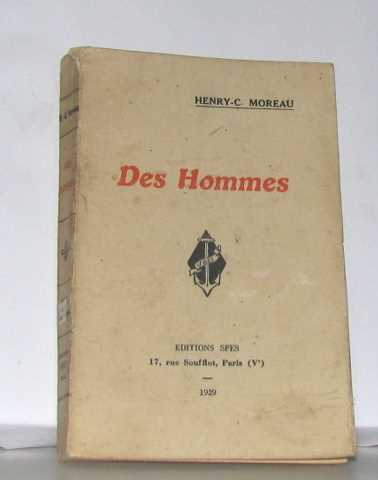 HENRY-C. MOREAU
Des Hommes
EDITIONS SPES
17, rue Soufflot, Paris (Vᵉ)
1929